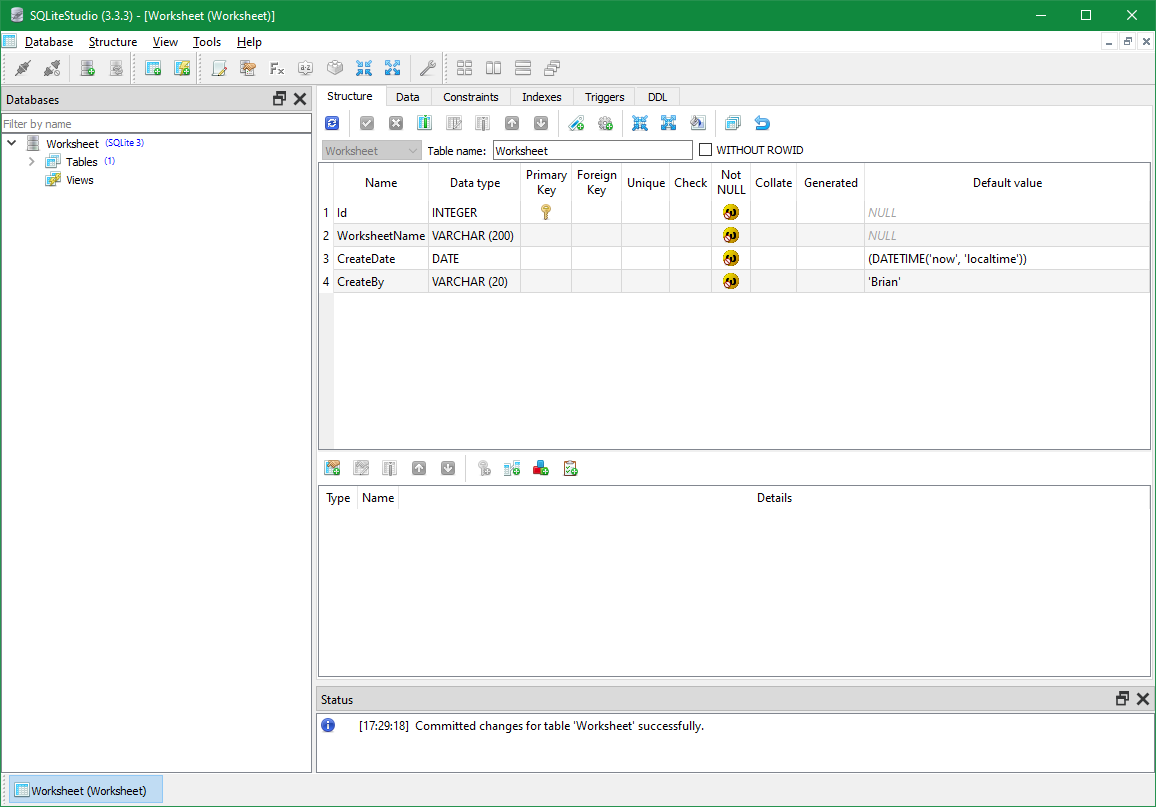 SQLiteStudio (3.3.3) - [Worksheet (Worksheet)]
Database Structure View Tools Help
Databases
Filter by name
Worksheet (SQLite 3)
Tables (1)
Views
Structure Data Constraints Indexes Triggers DDL
Worksheet Table name: Worksheet WITHOUT ROWID
Name Data type Primary Key Foreign Key Unique Check Not NULL Collate Generated Default value
1 Id INTEGER NULL
2 WorksheetName VARCHAR (200) NULL
3 CreateDate DATE (DATETIME('now', 'localtime'))
4 CreateBy VARCHAR (20) 'Brian'
Type Name Details
Status
[17:29:18] Committed changes for table 'Worksheet' successfully.
Worksheet (Worksheet)